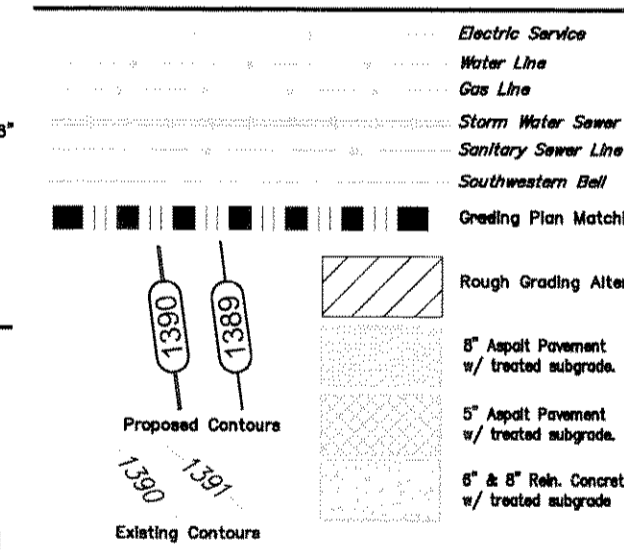 Electric Service
Water Line
Gas Line
Storm Water Sewer
8"
Sanitary Sewer Line
Southwestern Bell
Grading Plan Matchi
1390 1389
Rough Grading Alter
8" Aspalt Pavement
w/ treated subgrade.
5" Aspalt Pavement
w/ treated subgrade.
Proposed Contours
1390 1391
6" & 8" Rein. Concret
w/ treated subgrade
Existing Contours